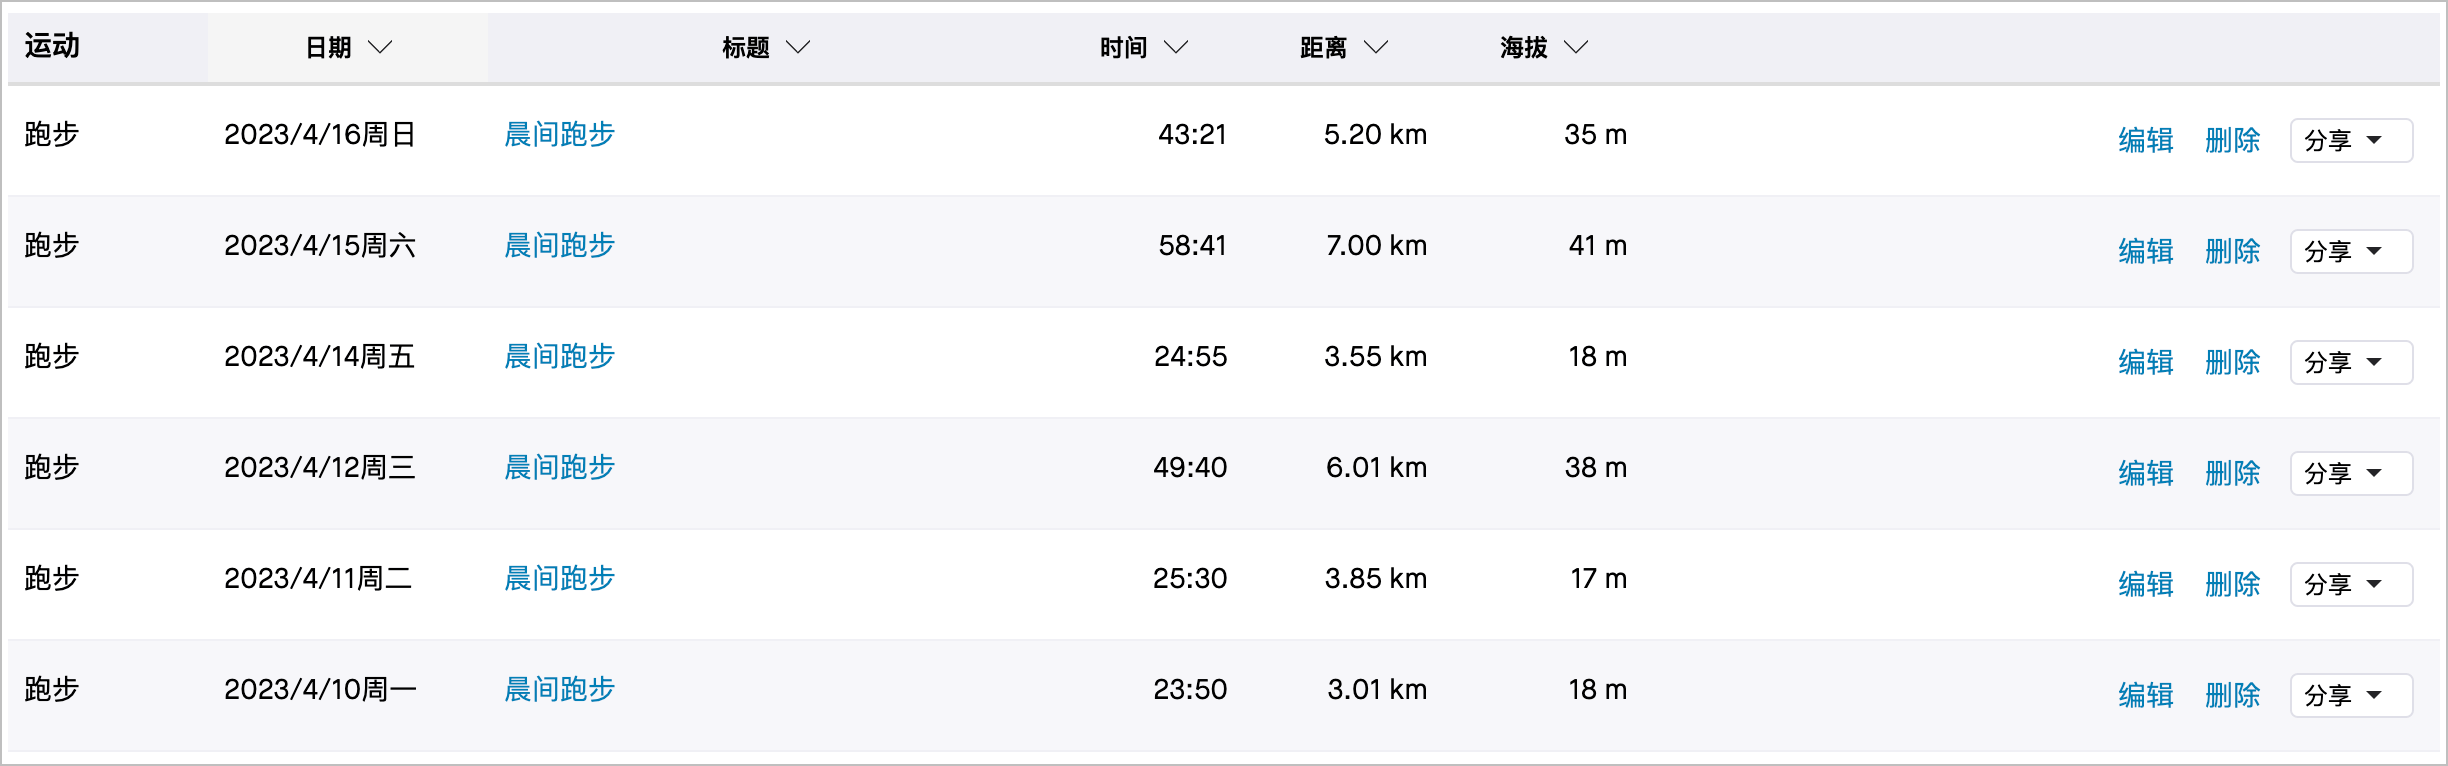 运动 日期 标题 时间 距离 海拔
跑步 2023/4/16周日 晨间跑步 43:21 5.20 km 35 m 编辑 删除 分享
跑步 2023/4/15周六 晨间跑步 58:41 7.00 km 41 m 编辑 删除 分享
跑步 2023/4/14周五 晨间跑步 24:55 3.55 km 18 m 编辑 删除 分享
跑步 2023/4/12周三 晨间跑步 49:40 6.01 km 38 m 编辑 删除 分享
跑步 2023/4/11周二 晨间跑步 25:30 3.85 km 17 m 编辑 删除 分享
跑步 2023/4/10周一 晨间跑步 23:50 3.01 km 18 m 编辑 删除 分享